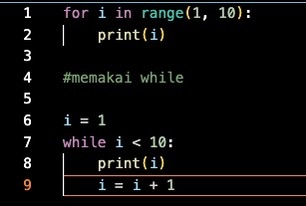 1 for i in range(1, 10):
2     print(i)
3
4 #memakai while
5
6 i = 1
7 while i < 10:
8     print(i)
9     i = i + 1